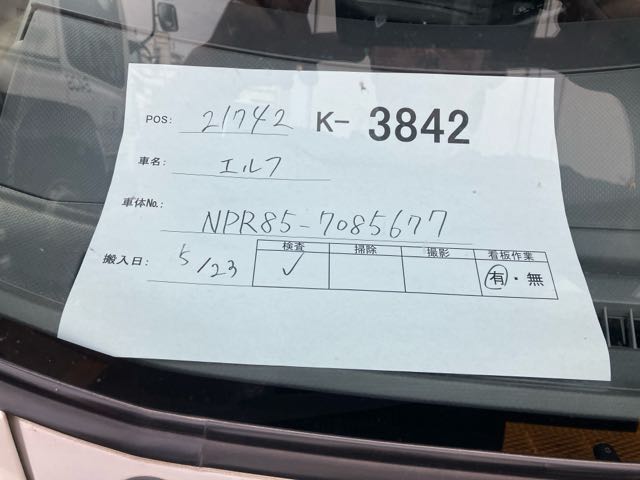 POS: 21742 K- 3842
車名: エルフ
車体No.: NPR85-7085677
搬入日: 5/23
検査 掃除 撮影 看板作業
✓ 有・無